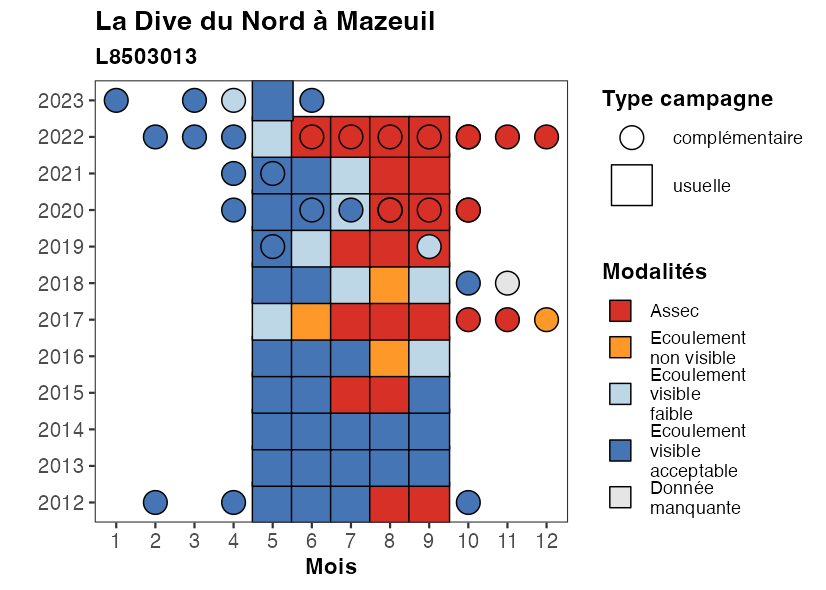 La Dive du Nord à Mazeuil
L8503013
2023
2022
2021
2020
2019
2018
2017
2016
2015
2014
2013
2012
1 2 3 4 5 6 7 8 9 10 11 12
Mois
Type campagne
complémentaire
usuelle
Modalités
Assec
Ecoulement
non visible
Ecoulement
visible
faible
Ecoulement
visible
acceptable
Donnée
manquante